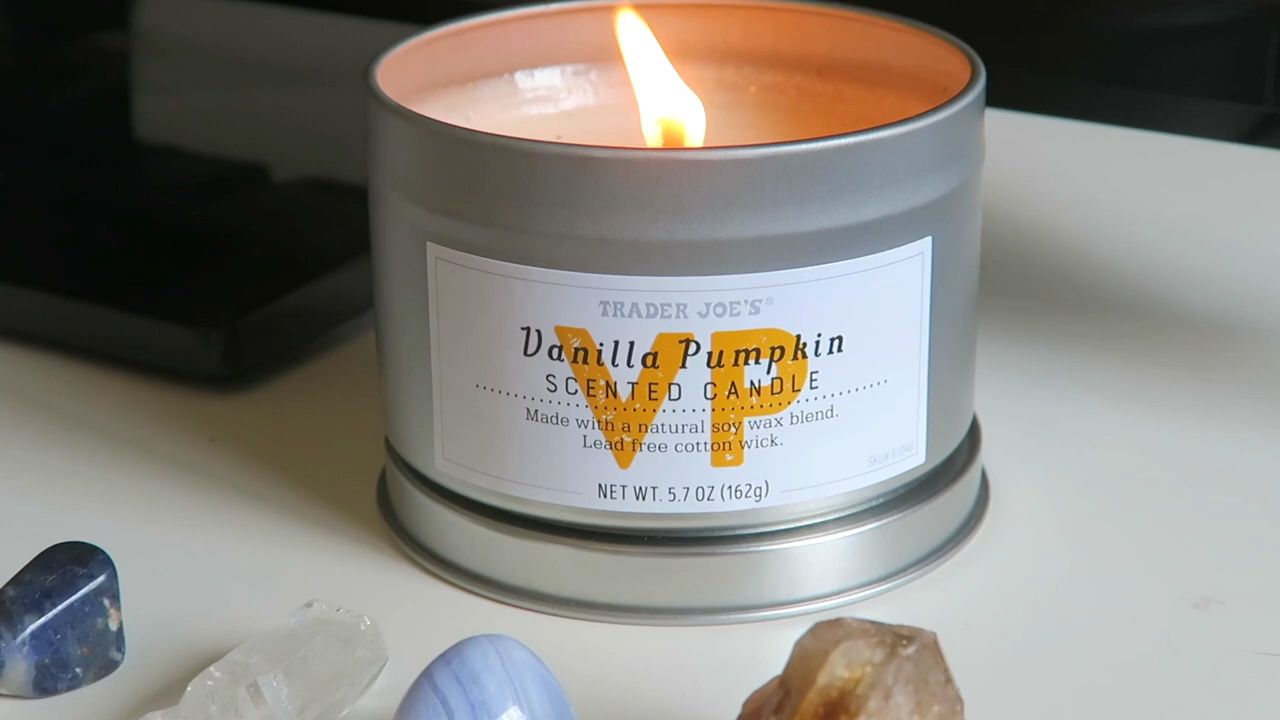 TRADER JOE'S®
VP
Vanilla Pumpkin
SCENTED CANDLE
Made with a natural soy wax blend.
Lead free cotton wick.
SKU#
NET WT. 5.7 OZ (162g)